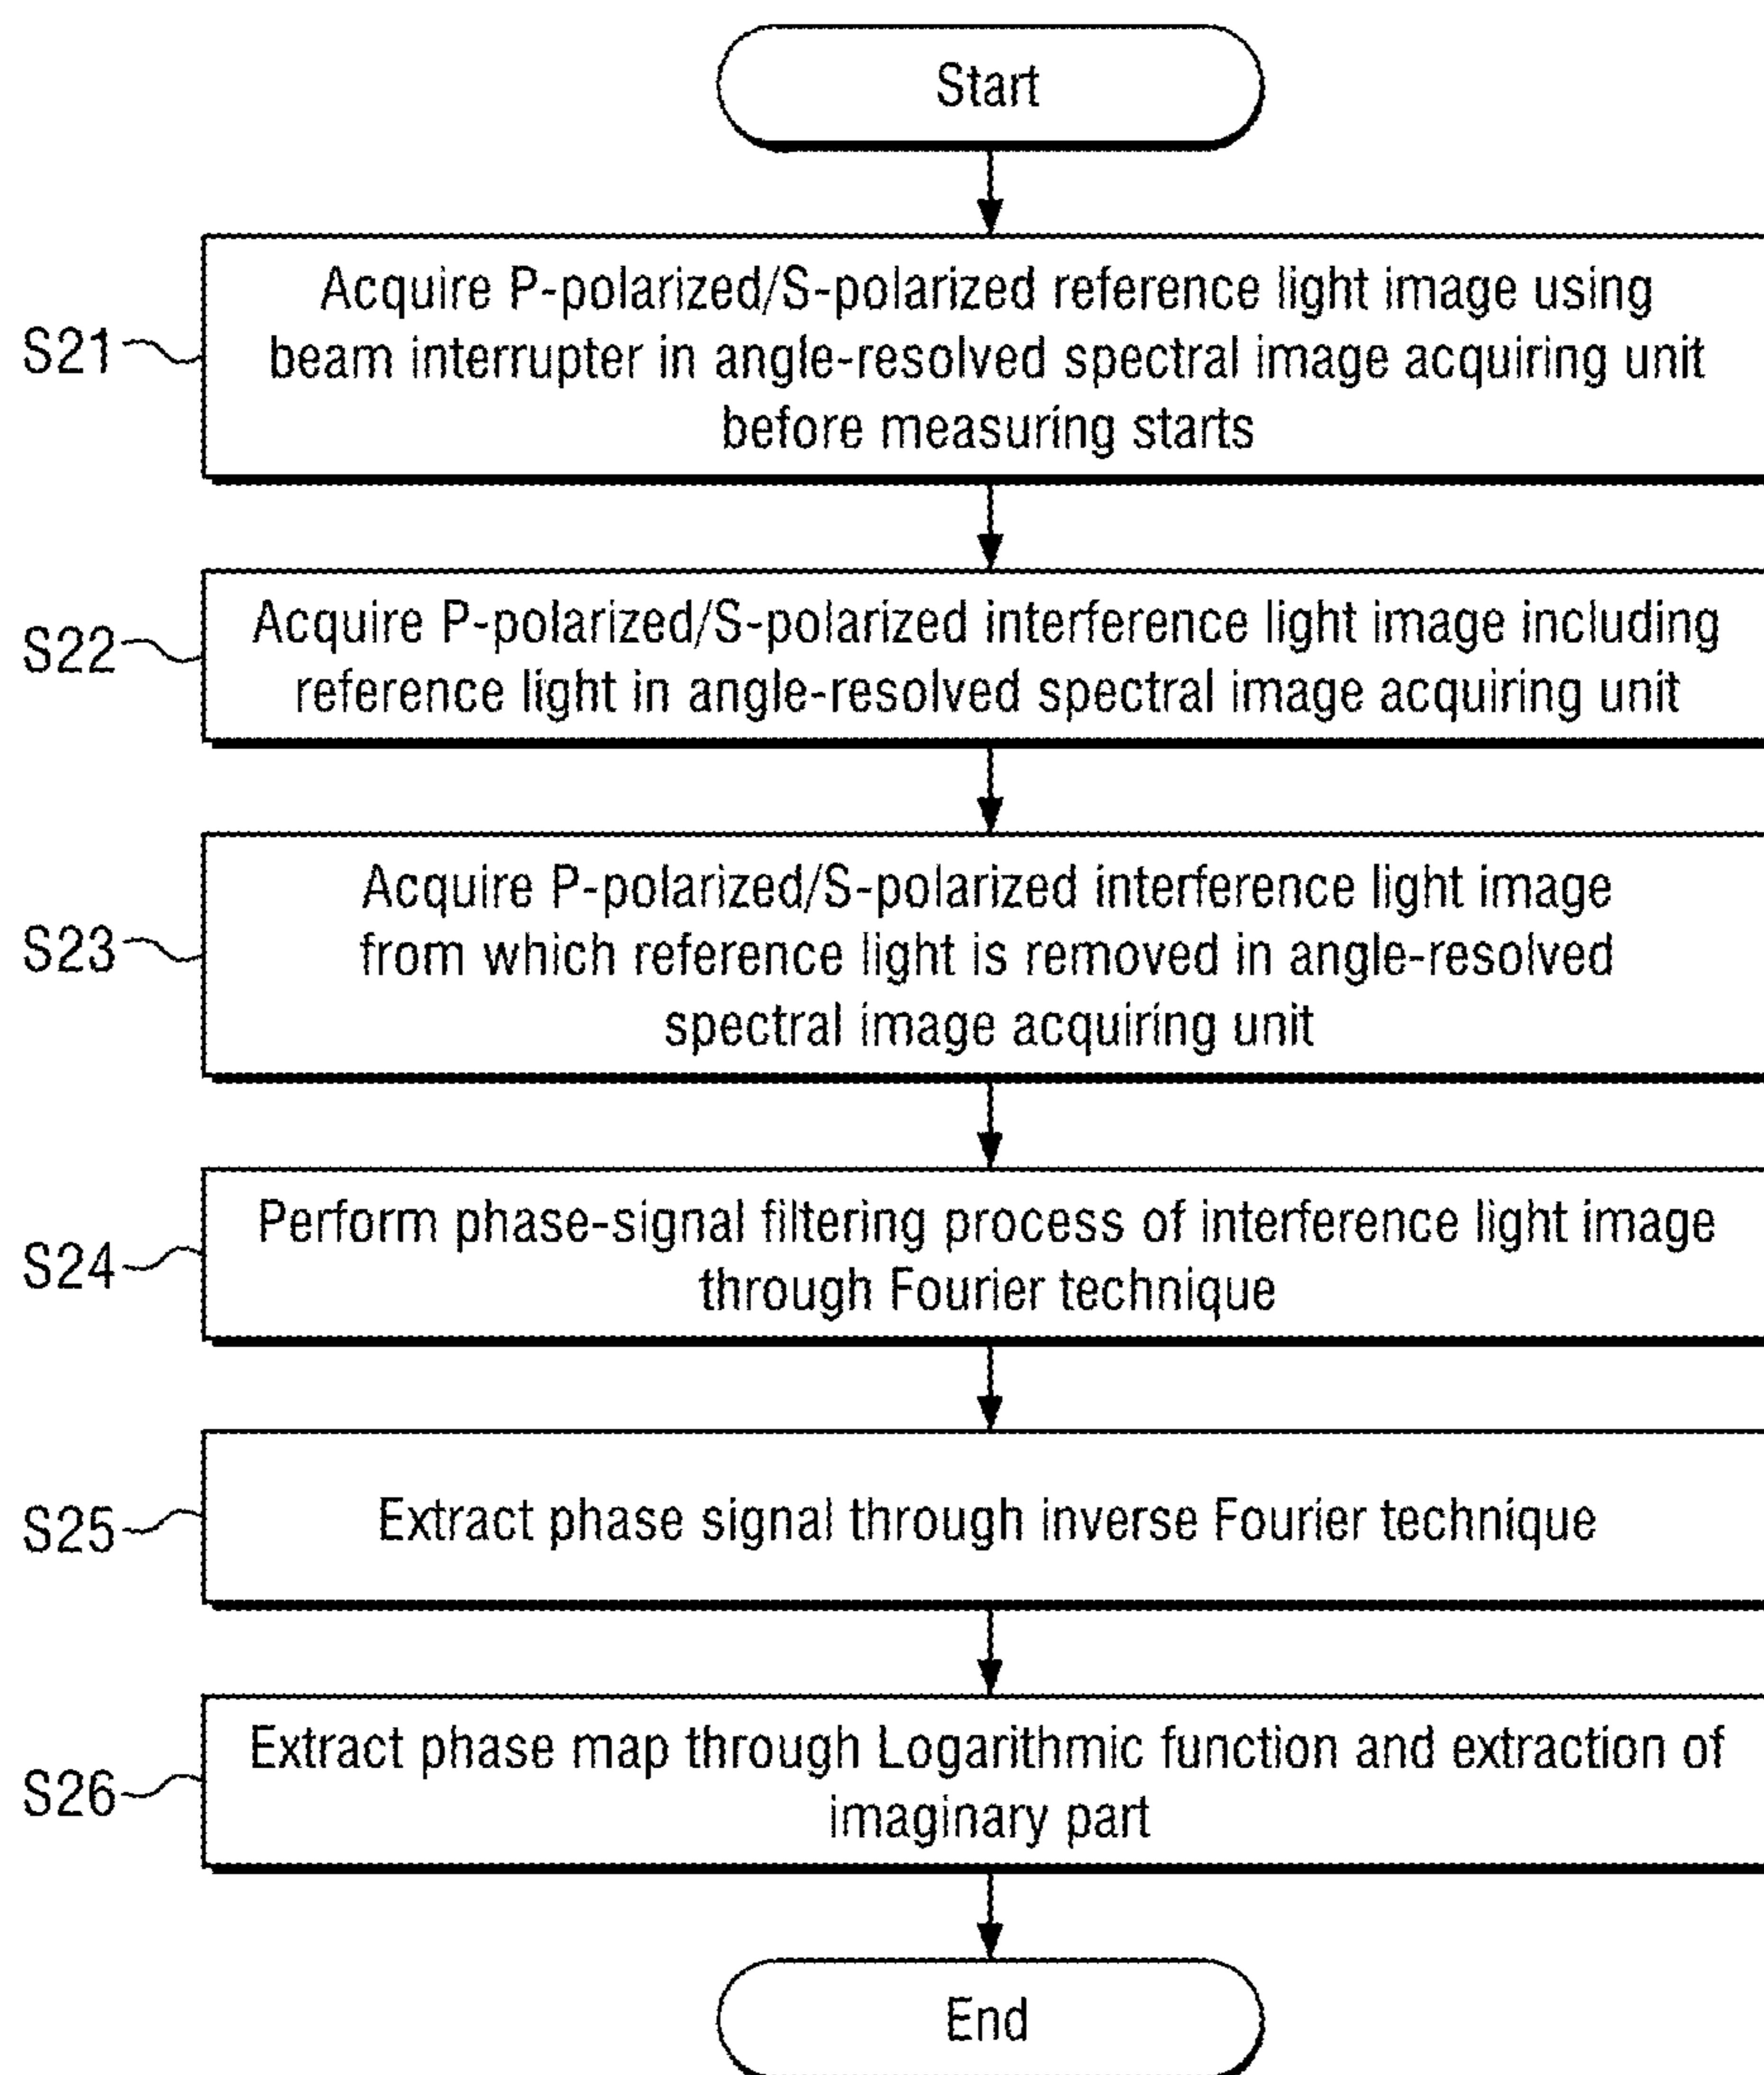 Start
S21
Acquire P-polarized/S-polarized reference light image using
beam interrupter in angle-resolved spectral image acquiring unit
before measuring starts
S22
Acquire P-polarized/S-polarized interference light image including
reference light in angle-resolved spectral image acquiring unit
S23
Acquire P-polarized/S-polarized interference light image
from which reference light is removed in angle-resolved
spectral image acquiring unit
S24
Perform phase-signal filtering process of interference light image
through Fourier technique
S25
Extract phase signal through inverse Fourier technique
S26
Extract phase map through Logarithmic function and extraction of
imaginary part
End